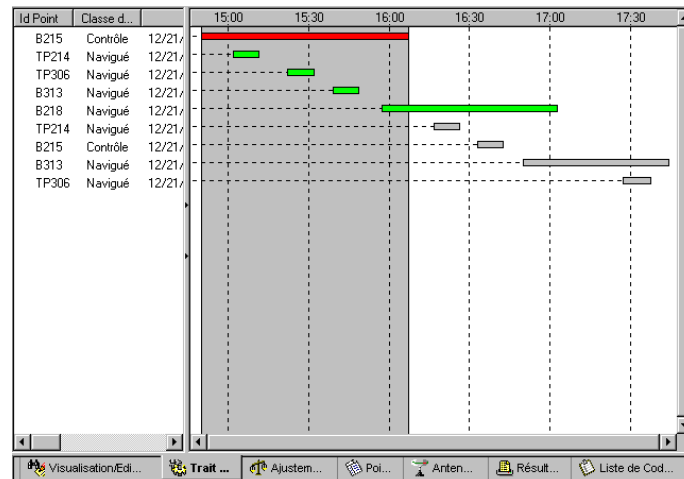 Id Point Classe d... 15:00 15:30 16:00 16:30 17:00 17:30
B215 Contrôle 12/21/
TP214 Navigué 12/21/
TP306 Navigué 12/21/
B313 Navigué 12/21/
B218 Navigué 12/21/
TP214 Navigué 12/21/
B215 Contrôle 12/21/
B313 Navigué 12/21/
TP306 Navigué 12/21/
Visualisation/Edi... Trait ... Ajustem... Poi... Anten... Résult... Liste de Cod...